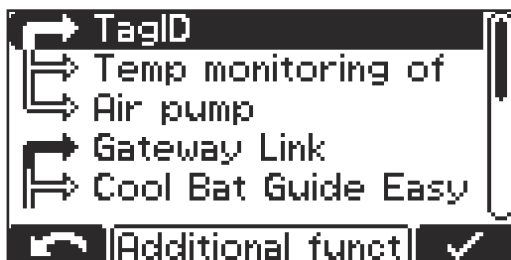 TagID
Temp monitoring of
Air pump
Gateway Link
Cool Bat Guide Easy
Additional funct